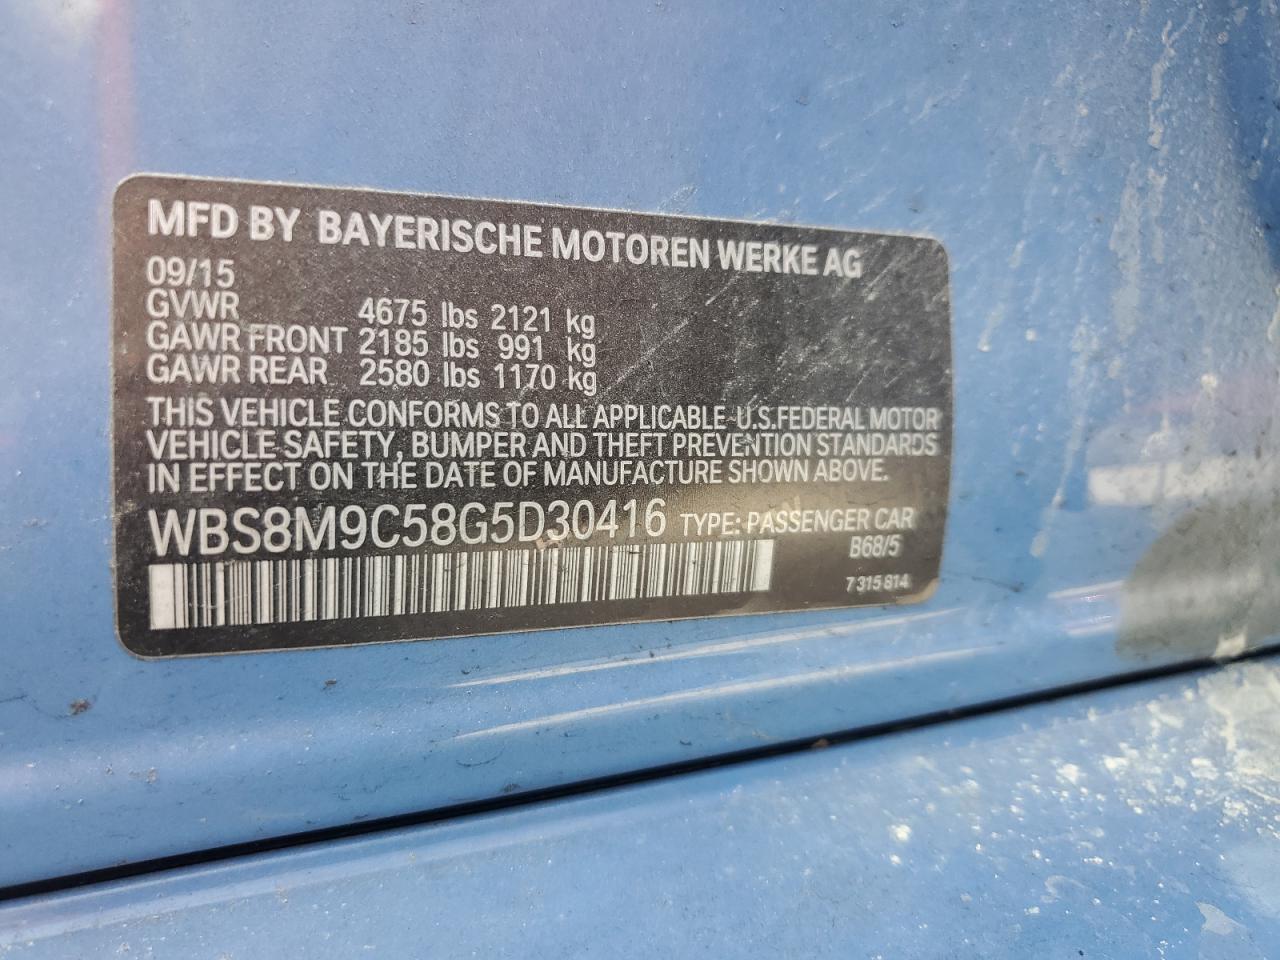 MFD BY BAYERISCHE MOTOREN WERKE AG
09/15
GVWR 4675 lbs 2121 kg
GAWR FRONT 2185 lbs 991 kg
GAWR REAR 2580 lbs 1170 kg
THIS VEHICLE CONFORMS TO ALL APPLICABLE U.S.FEDERAL MOTOR
VEHICLE SAFETY, BUMPER AND THEFT PREVENTION STANDARDS
IN EFFECT ON THE DATE OF MANUFACTURE SHOWN ABOVE.
WBS8M9C58G5D30416 TYPE: PASSENGER CAR
B68/5
7 315 814